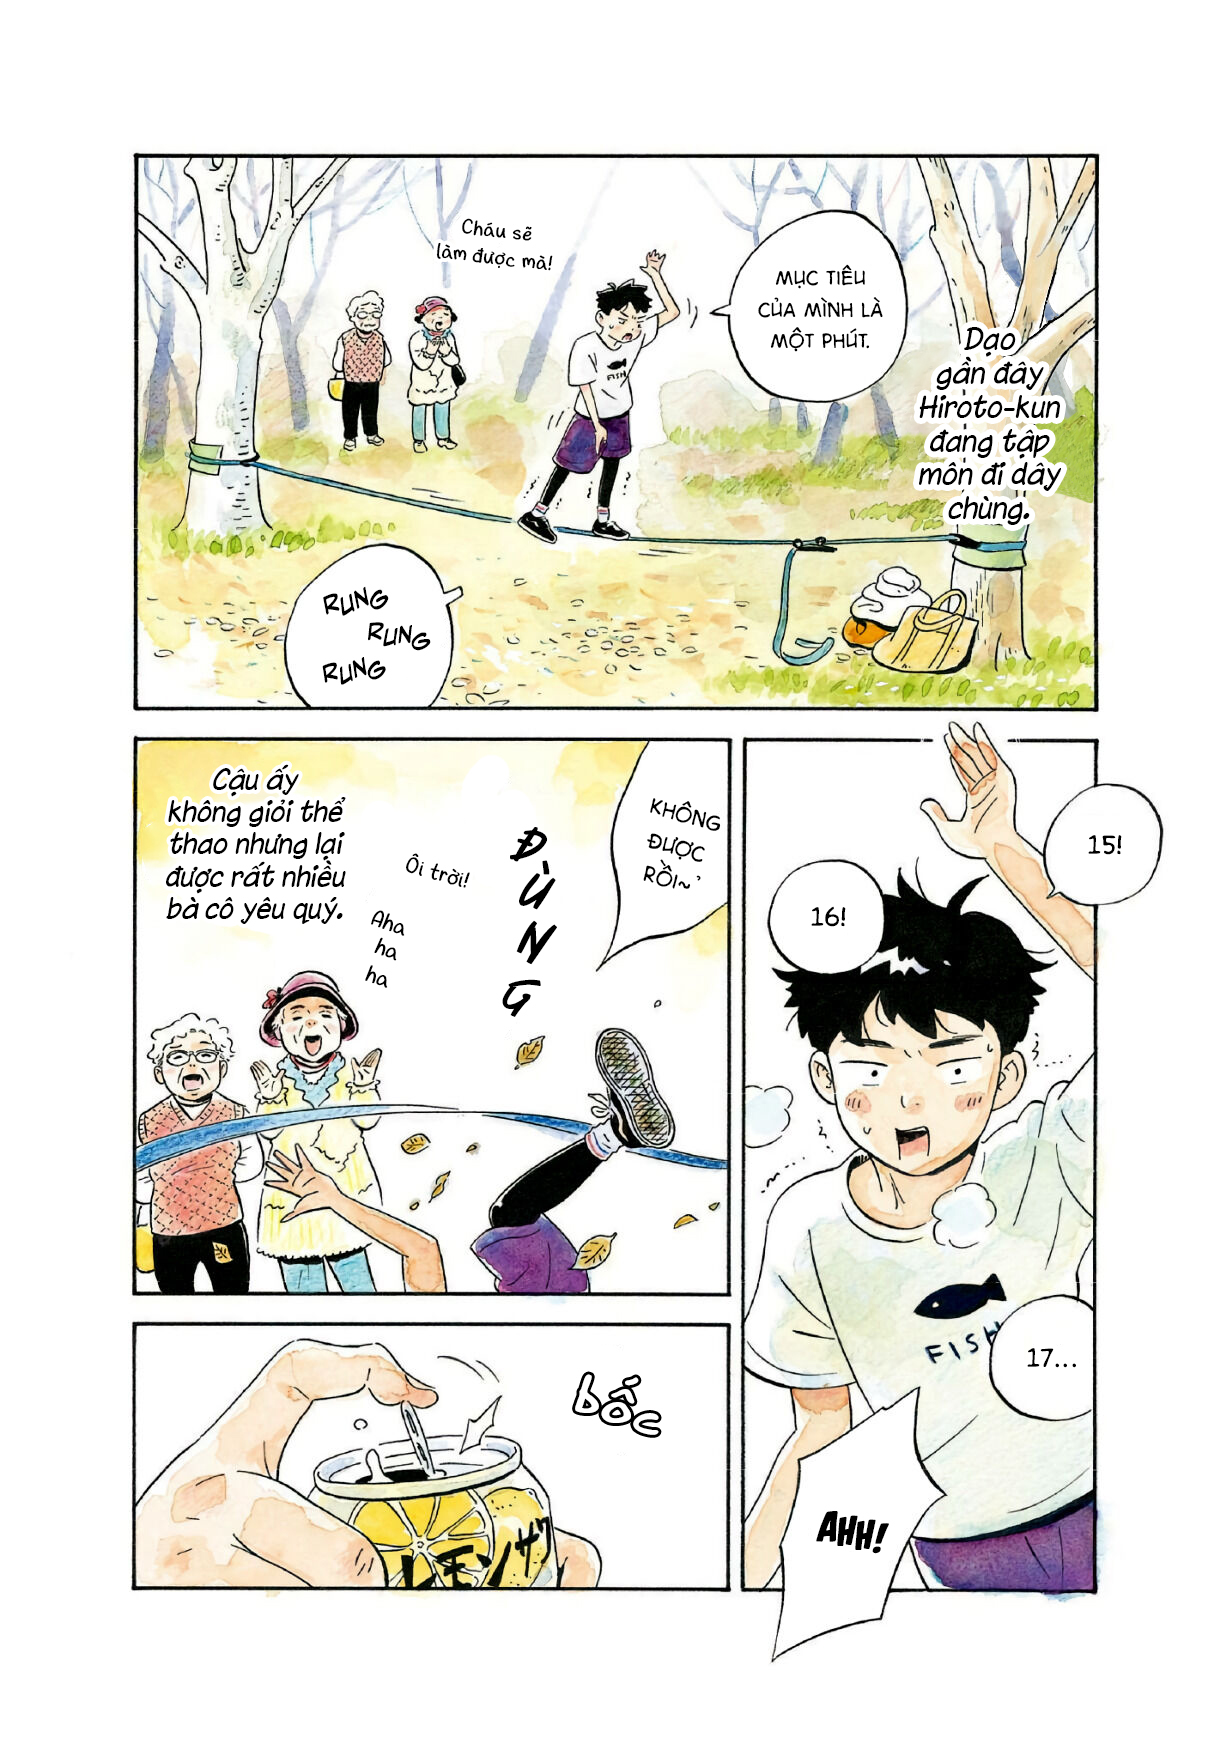 Dạo
gần đây
Hiroto-kun
đang tập
môn đi dây
chùng.
MỤC TIÊU
CỦA MÌNH LÀ
MỘT PHÚT.
Cháu sẽ
làm được mà!
FISH
RUNG
RUNG
RUNG
15!
16!
FISH
17...
AHH!
KHÔNG
ĐƯỢC
RỒI~'
ĐÙNG
Ôi trời!
Aha
ha
ha
Cậu ấy
không giỏi thể
thao nhưng lại
được rất nhiều
bà cô yêu quý.
bốc
レモンサワ